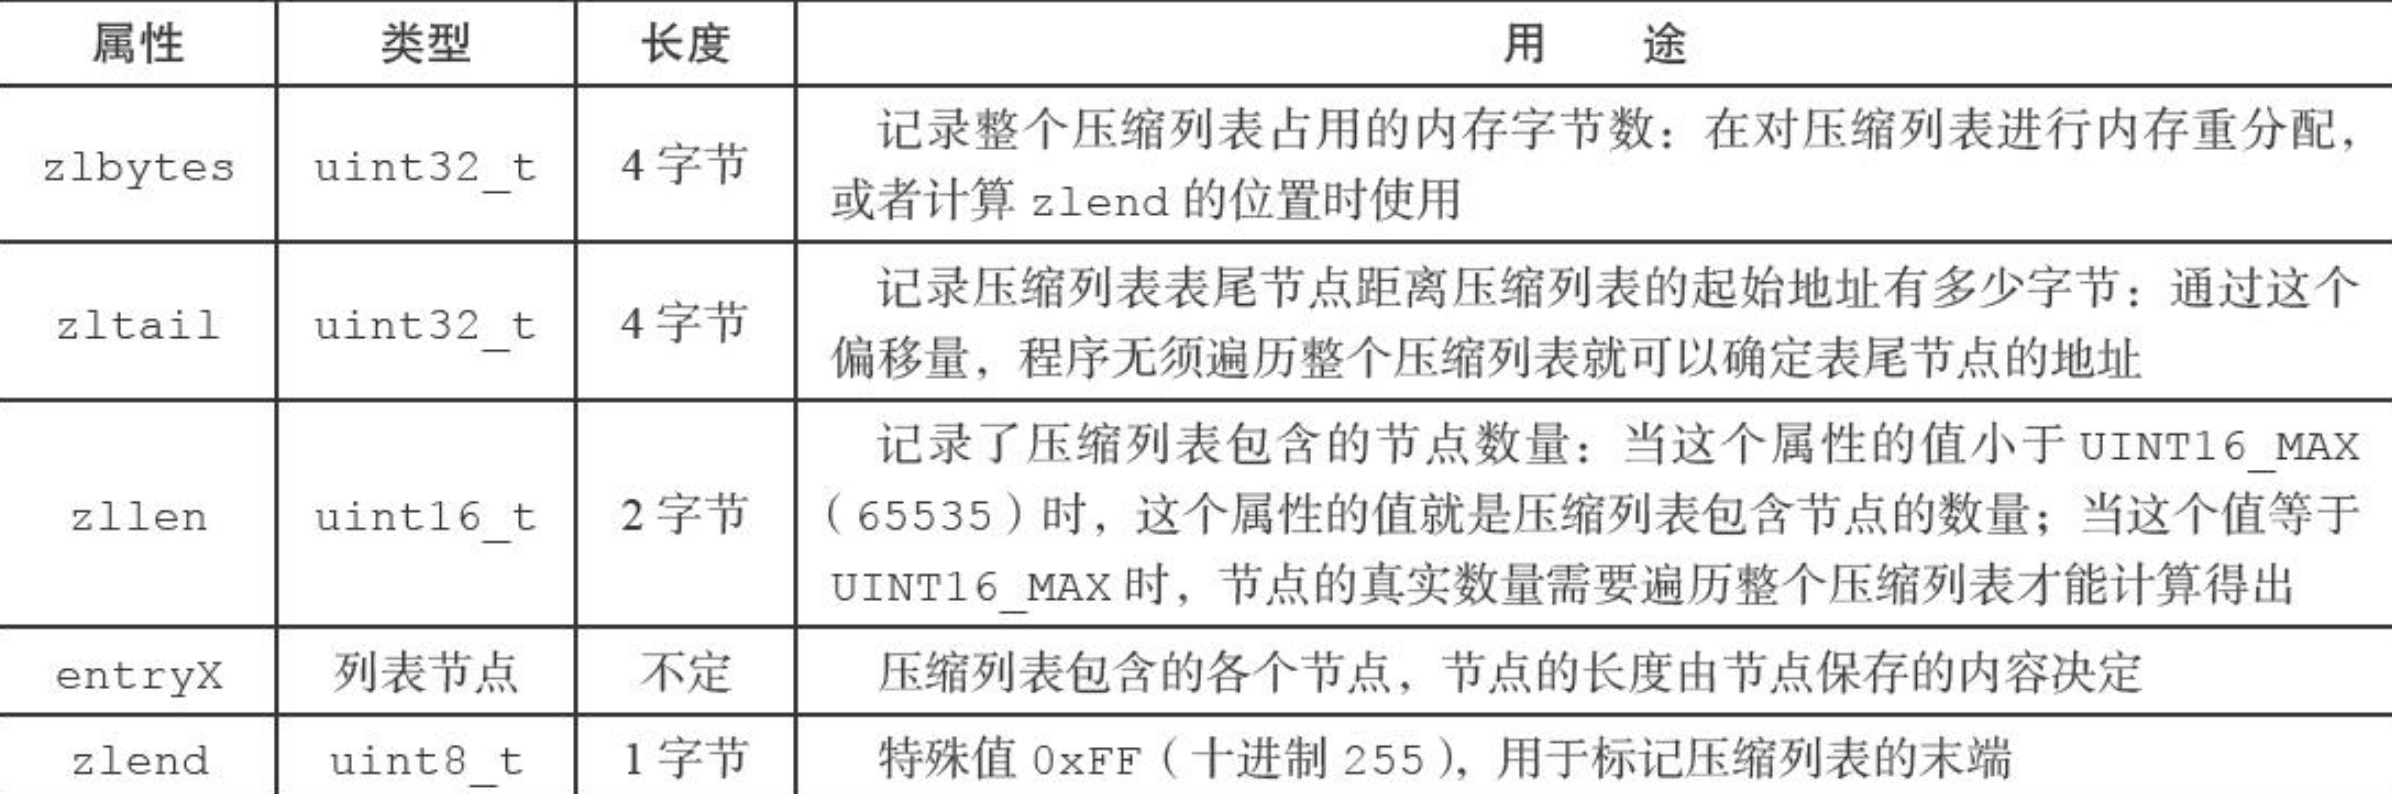 属性 类型 长度 用途
zlbytes uint32_t 4 字节 记录整个压缩列表占用的内存字节数：在对压缩列表进行内存重分配，
或者计算 zlend 的位置时使用
zltail uint32_t 4 字节 记录压缩列表表尾节点距离压缩列表的起始地址有多少字节：通过这个
偏移量，程序无须遍历整个压缩列表就可以确定表尾节点的地址
zllen uint16_t 2 字节 记录了压缩列表包含的节点数量：当这个属性的值小于 UINT16_MAX
（65535）时，这个属性的值就是压缩列表包含节点的数量；当这个值等于
UINT16_MAX 时，节点的真实数量需要遍历整个压缩列表才能计算得出
entryX 列表节点 不定 压缩列表包含的各个节点，节点的长度由节点保存的内容决定
zlend uint8_t 1 字节 特殊值 0xFF（十进制 255），用于标记压缩列表的末端